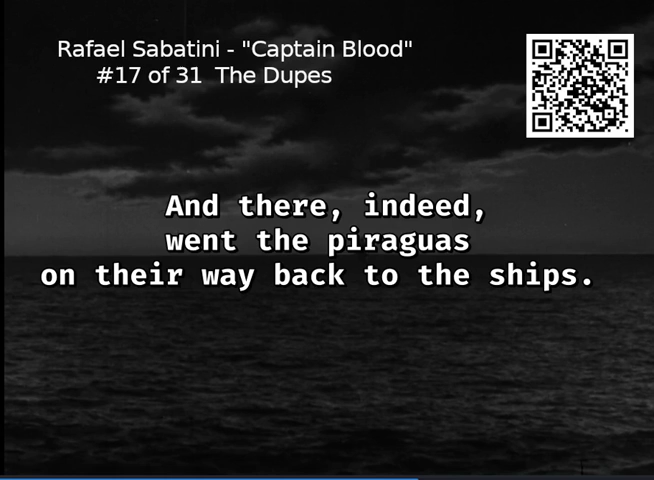 Rafael Sabatini - "Captain Blood"
#17 of 31 The Dupes
And there, indeed,
went the piraguas
on their way back to the ships.